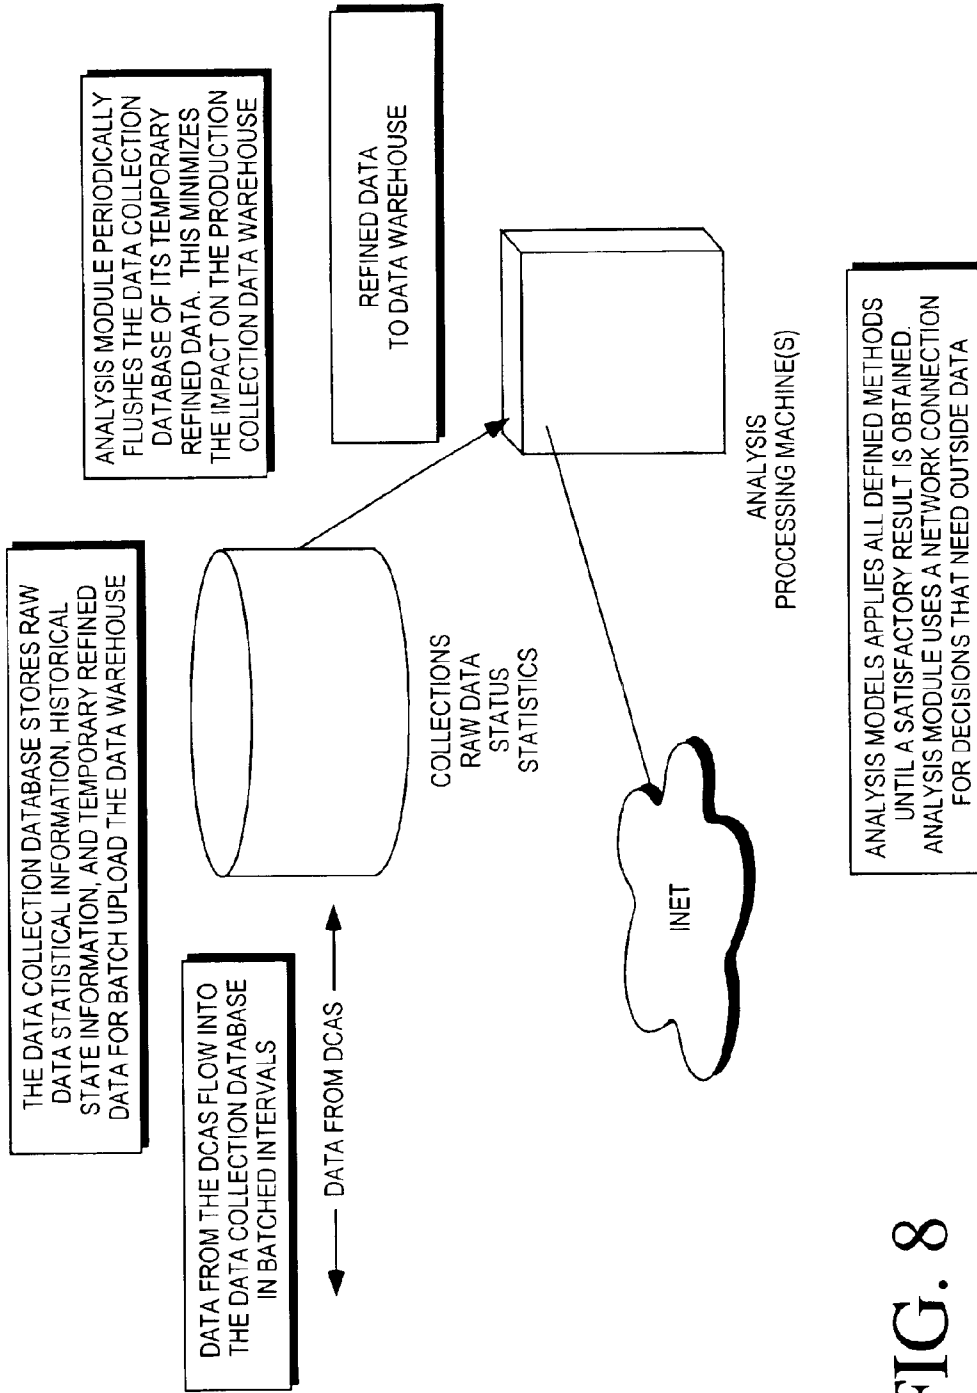 THE DATA COLLECTION DATABASE STORES RAW
DATA STATISTICAL INFORMATION, HISTORICAL
STATE INFORMATION, AND TEMPORARY REFINED
DATA FOR BATCH UPLOAD THE DATA WAREHOUSE
ANALYSIS MODULE PERIODICALLY
FLUSHES THE DATA COLLECTION
DATABASE OF ITS TEMPORARY
REFINED DATA. THIS MINIMIZES
THE IMPACT ON THE PRODUCTION
COLLECTION DATA WAREHOUSE
DATA FROM THE DCAS FLOW INTO
THE DATA COLLECTION DATABASE
IN BATCHED INTERVALS
DATA FROM DCAS
COLLECTIONS
RAW DATA
STATUS
STATISTICS
REFINED DATA
TO DATA WAREHOUSE
INET
ANALYSIS
PROCESSING MACHINE(S)
ANALYSIS MODELS APPLIES ALL DEFINED METHODS
UNTIL A SATISFACTORY RESULT IS OBTAINED.
ANALYSIS MODULE USES A NETWORK CONNECTION
FOR DECISIONS THAT NEED OUTSIDE DATA
FIG. 8